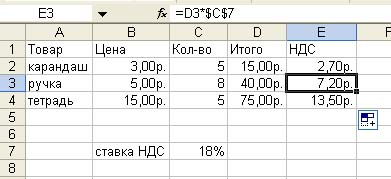 E3 fx =D3*$C$7
A B C D E F
1 Товар Цена Кол-во Итого НДС
2 карандаш 3,00р. 5 15,00р. 2,70р.
3 ручка 5,00р. 8 40,00р. 7,20р.
4 тетрадь 15,00р. 5 75,00р. 13,50р.
5
6
7 ставка НДС 18%
8